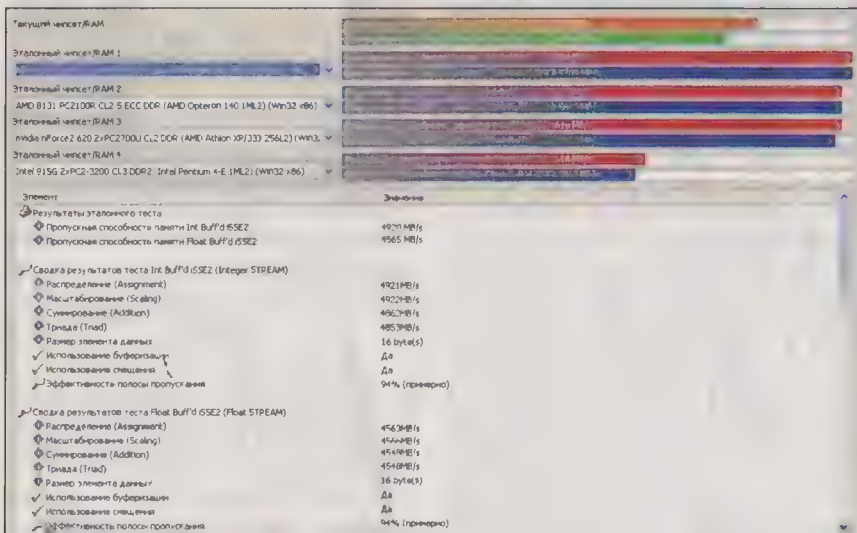 Текущий чипсет/RAM
Эталонный чипсет/RAM 1
Эталонный чипсет/RAM 2
AMD 8131 PC2100R CL2.5 ECC DDR (AMD Opteron 140 1ML2) (Win32 x86)
Эталонный чипсет/RAM 3
nVidia nForce2 620 2xPC2700U CL2 DDR (AMD Athlon XP/333 256L2) (Win3.
Эталонный чипсет/RAM 4
Intel 915G 2xPC2-3200 CL3 DDR2 Intel Pentium 4-E 1ML2) (Win32 x86)
Элемент Значение
Результаты эталонного теста
Пропускная способность памяти Int Buff'd iSSE2 4920 MB/s
Пропускная способность памяти Float Buff'd iSSE2 4565 MB/s
Сводка результатов теста Int Buff'd iSSE2 (Integer STREAM)
Распределение (Assignment) 4921MB/s
Масштабирование (Scaling) 4922MB/s
Суммирование (Addition) 4862MB/s
Триада (Triad) 4853MB/s
Размер элемента данных 16 byte(s)
Использование буферизации Да
Использование смещения Да
Эффективность полосы пропускания 94% (примерно)
Сводка результатов теста Float Buff'd iSSE2 (Float STREAM)
Распределение (Assignment) 4563MB/s
Масштабирование (Scaling) 4566MB/s
Суммирование (Addition) 4548MB/s
Триада (Triad) 4548MB/s
Размер элемента данных 16 byte(s)
Использование буферизации Да
Использование смещения Да
Эффективность полосы пропускания 94% (примерно)